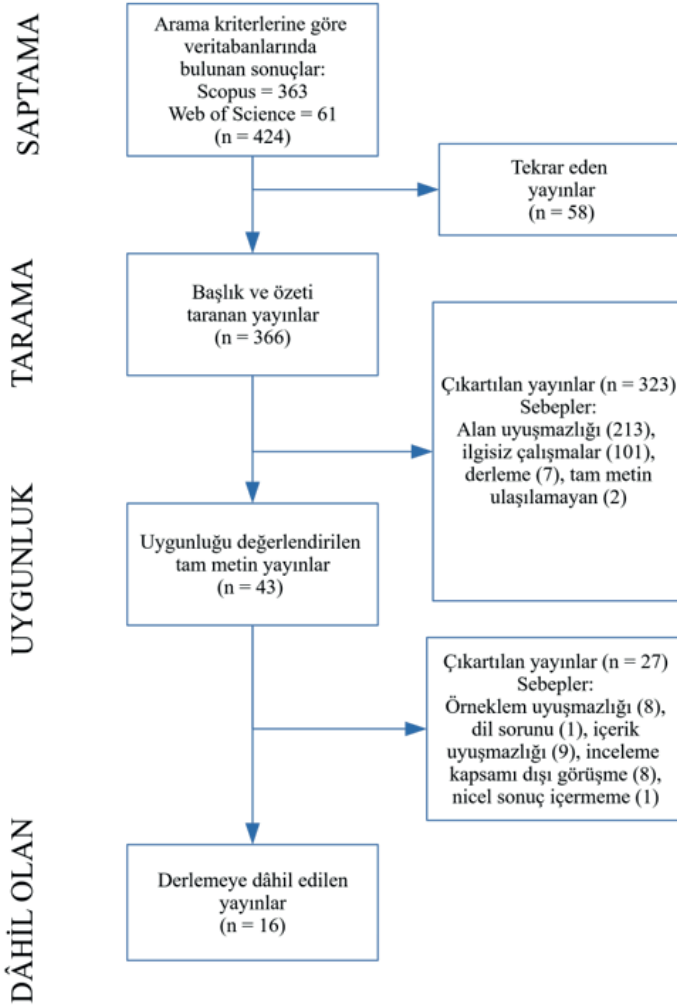 SAPTAMA
Arama kriterlerine göre
veritabanlarında
bulunan sonuçlar:
Scopus = 363
Web of Science = 61
(n = 424)
Tekrar eden
yayınlar
(n = 58)
TARAMA
Başlık ve özeti
taranan yayınlar
(n = 366)
Çıkartılan yayınlar (n = 323)
Sebepler:
Alan uyuşmazlığı (213),
ilgisiz çalışmalar (101),
derleme (7), tam metin
ulaşılamayan (2)
UYGUNLUK
Uygunluğu değerlendirilen
tam metin yayınlar
(n = 43)
Çıkartılan yayınlar (n = 27)
Sebepler:
Örneklem uyuşmazlığı (8),
dil sorunu (1), içerik
uyuşmazlığı (9), inceleme
kapsamı dışı görüşme (8),
nicel sonuç içermeme (1)
DÂHİL OLAN
Derlemeye dâhil edilen
yayınlar
(n = 16)